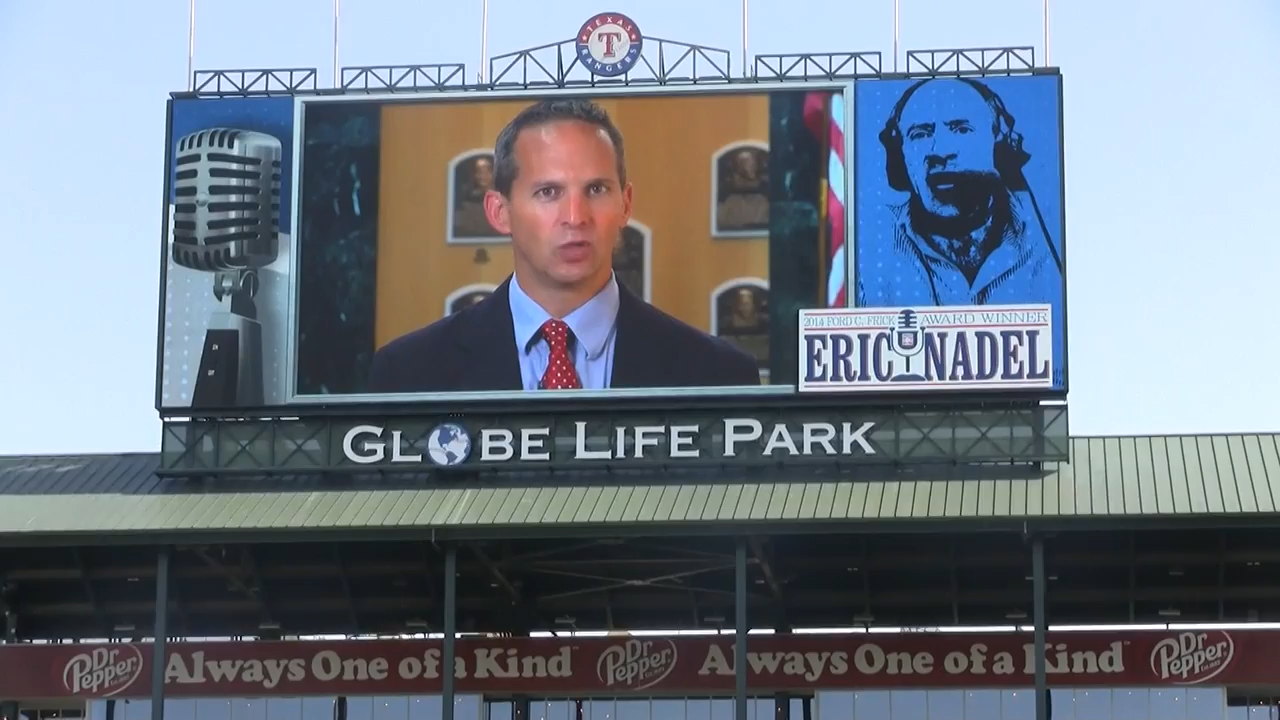 TEXAS
T
RANGERS
2014 FORD C. FRICK AWARD WINNER
ERIC NADEL
GLOBE LIFE PARK
Dr Pepper Always One of a Kind Dr Pepper Always One of a Kind Dr Pepper